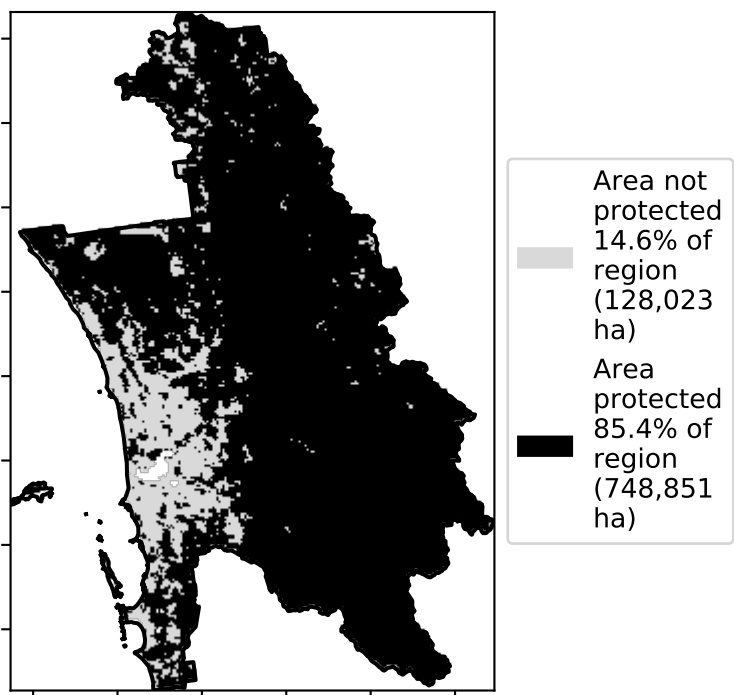 Area not
protected
14.6% of
region
(128,023
ha)
Area
protected
85.4% of
region
(748,851
ha)